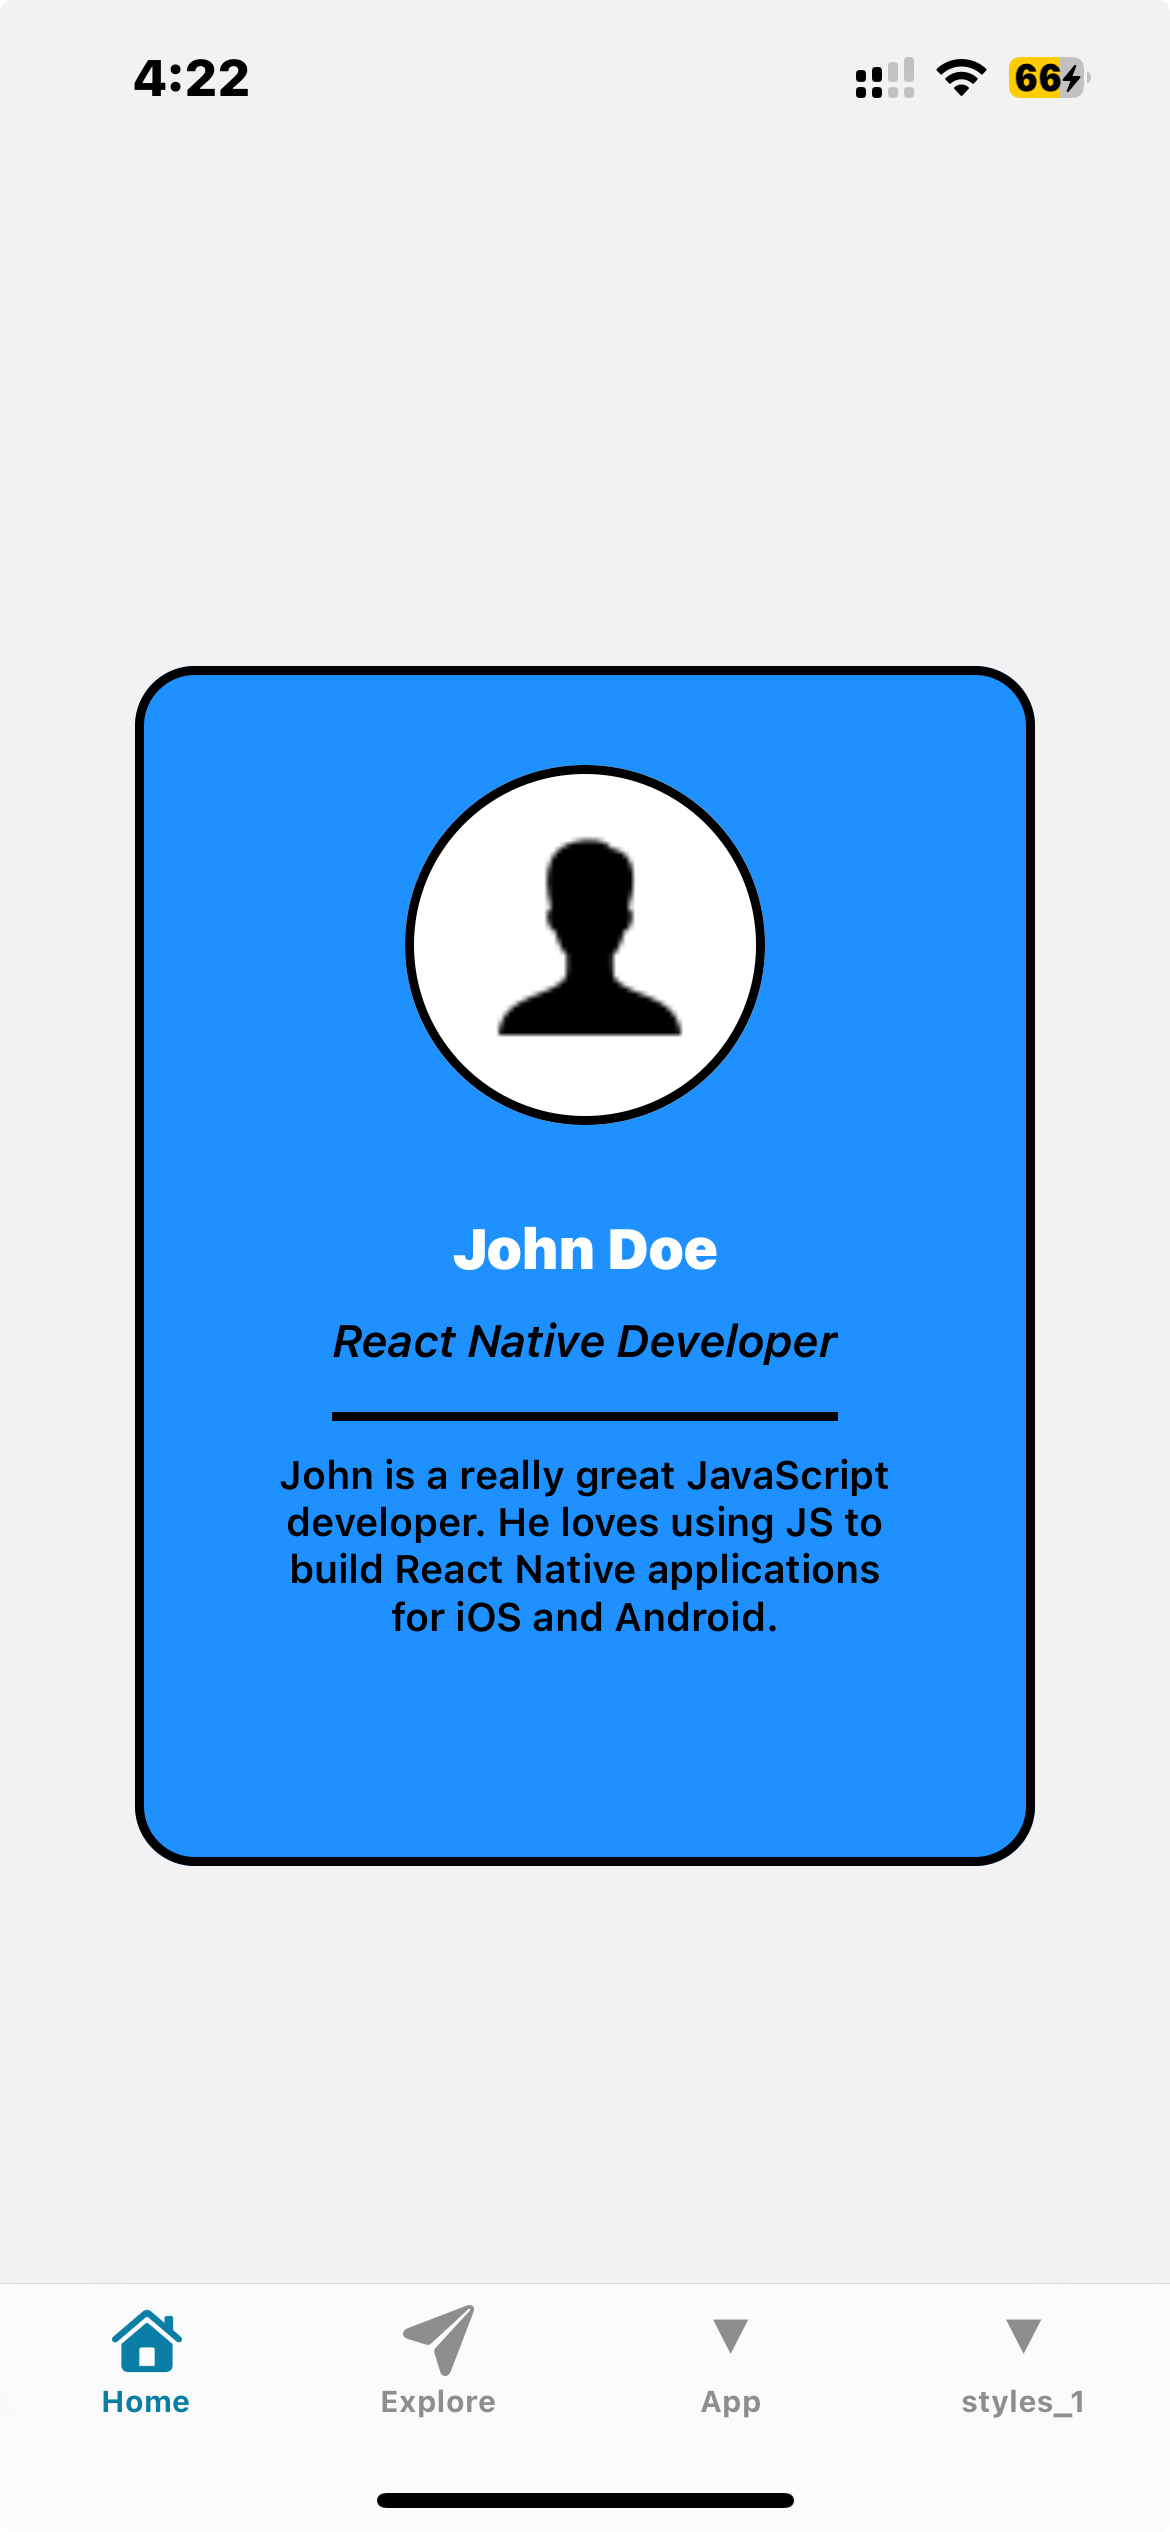 4:22
66
John Doe
React Native Developer
John is a really great JavaScript
developer. He loves using JS to
build React Native applications
for iOS and Android.
Home
Explore
App
styles_1